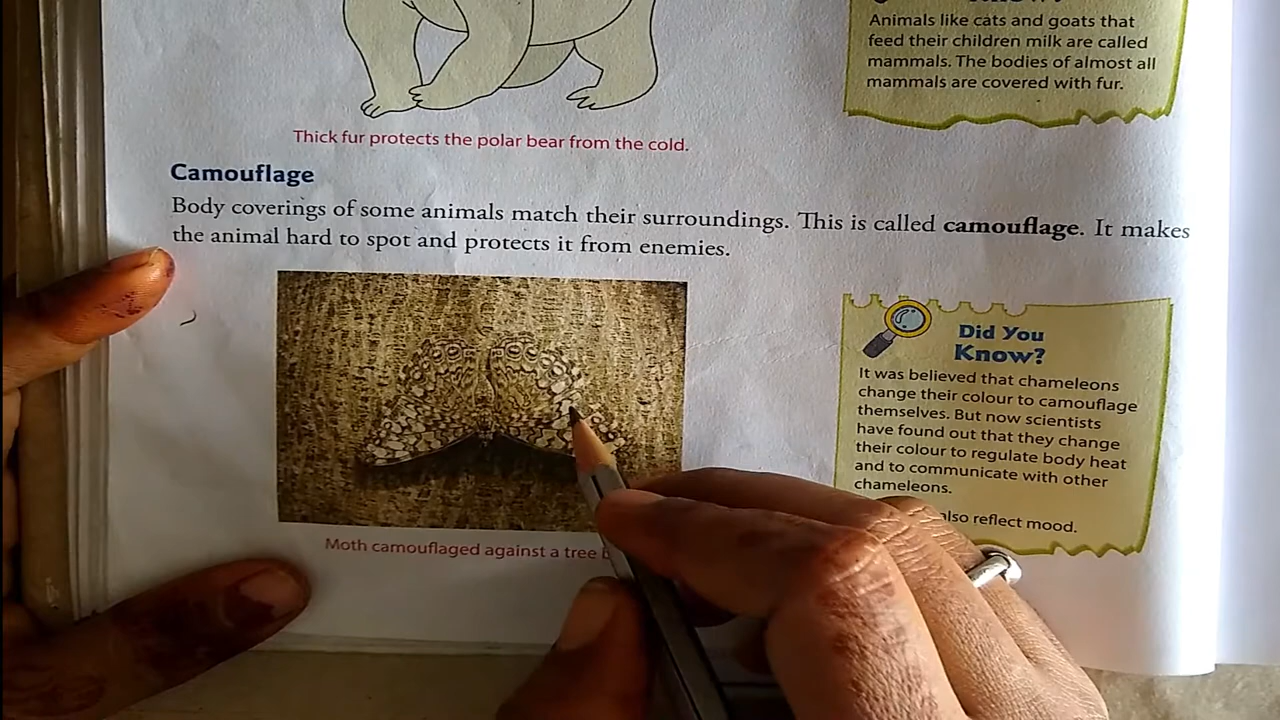 Animals like cats and goats that
feed their children milk are called
mammals. The bodies of almost all
mammals are covered with fur.
Thick fur protects the polar bear from the cold.
Camouflage
Body coverings of some animals match their surroundings. This is called camouflage. It makes
the animal hard to spot and protects it from enemies.
Moth camouflaged against a tree
Did You
Know?
It was believed that chameleons
change their colour to camouflage
themselves. But now scientists
have found out that they change
their colour to regulate body heat
and to communicate with other
chameleons.
also reflect mood.